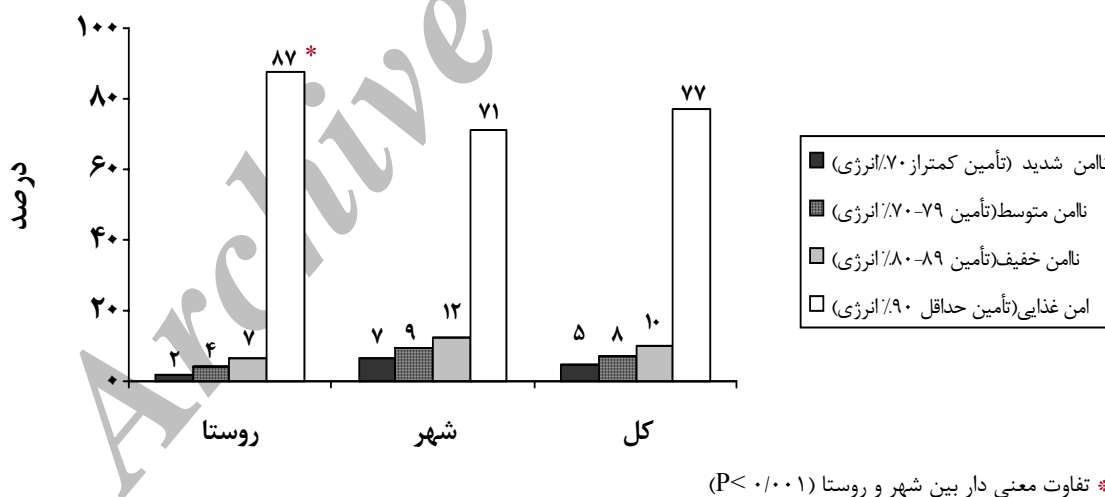 ۱۰۰
۸۰
۶۰
۴۰
۲۰
۰
درصد
۲
۴
۷
۸۷ *
۷
۹
۱۲
۷۱
۵
۸
۱۰
۷۷
روستا
شهر
کل
ناامن شدید (تأمین کمتراز ۷۰٪انرژی)
ناامن متوسط(تأمین ۷۹-۷۰٪ انرژی)
ناامن خفیف(تأمین ۸۹-۸۰٪ انرژی)
امن غذایی(تأمین حداقل ۹۰٪ انرژی)
* تفاوت معنی دار بین شهر و روستا (P< ۰/۰۰۱)
Archive